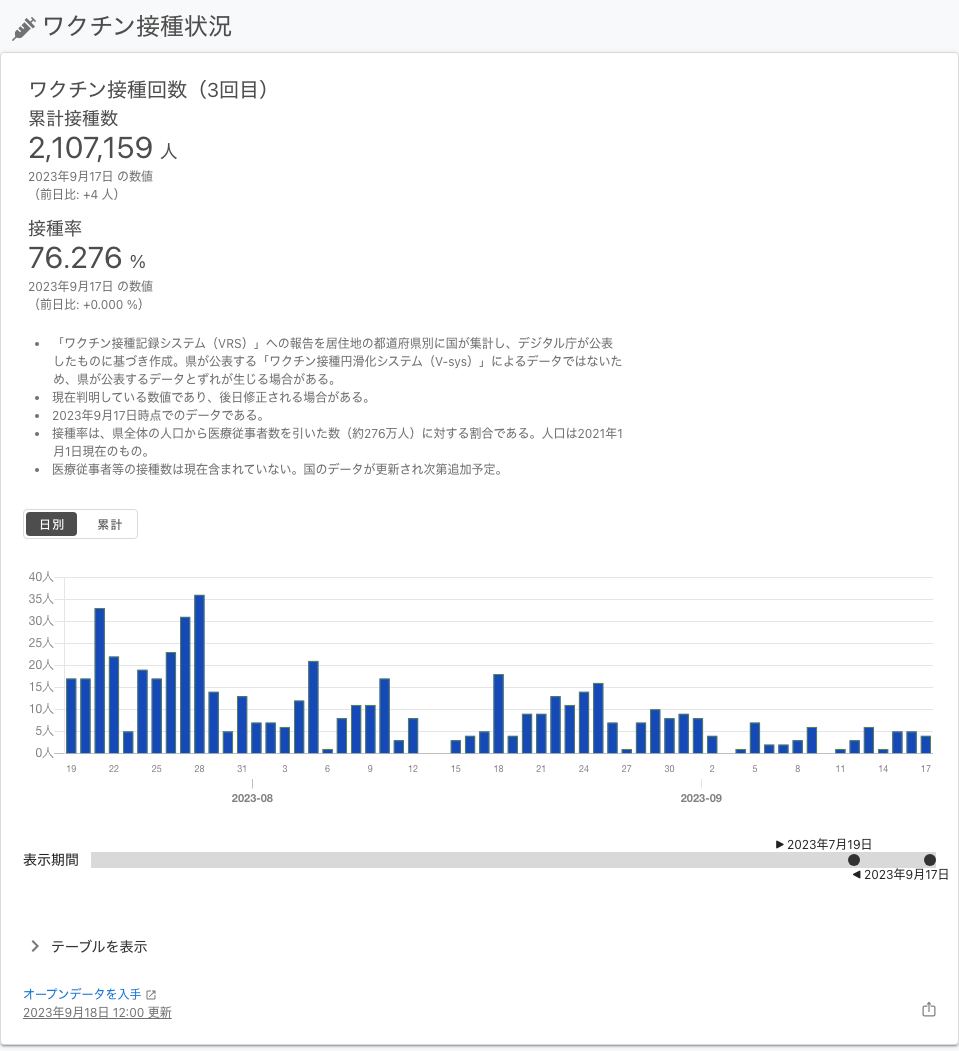 ワクチン接種状況
ワクチン接種回数（3回目）
累計接種数
2,107,159 人
2023年9月17日 の数値
（前日比: +4 人）
接種率
76.276 %
2023年9月17日 の数値
（前日比: +0.000 %）
• 「ワクチン接種記録システム（VRS）」への報告を居住地の都道府県別に国が集計し、デジタル庁が公表
したものに基づき作成。県が公表する「ワクチン接種円滑化システム（V-sys）」によるデータではないた
め、県が公表するデータとずれが生じる場合がある。
• 現在判明している数値であり、後日修正される場合がある。
• 2023年9月17日時点でのデータである。
• 接種率は、県全体の人口から医療従事者数を引いた数（約276万人）に対する割合である。人口は2021年1
月1日現在のもの。
• 医療従事者等の接種数は現在含まれていない。国のデータが更新され次第追加予定。
日別 累計
40人
35人
30人
25人
20人
15人
10人
5人
0人
19 22 25 28 31 3 6 9 12 15 18 21 24 27 30 2 5 8 11 14 17
2023-08 2023-09
▶ 2023年7月19日
表示期間
◀ 2023年9月17日
テーブルを表示
オープンデータを入手
2023年9月18日 12:00 更新